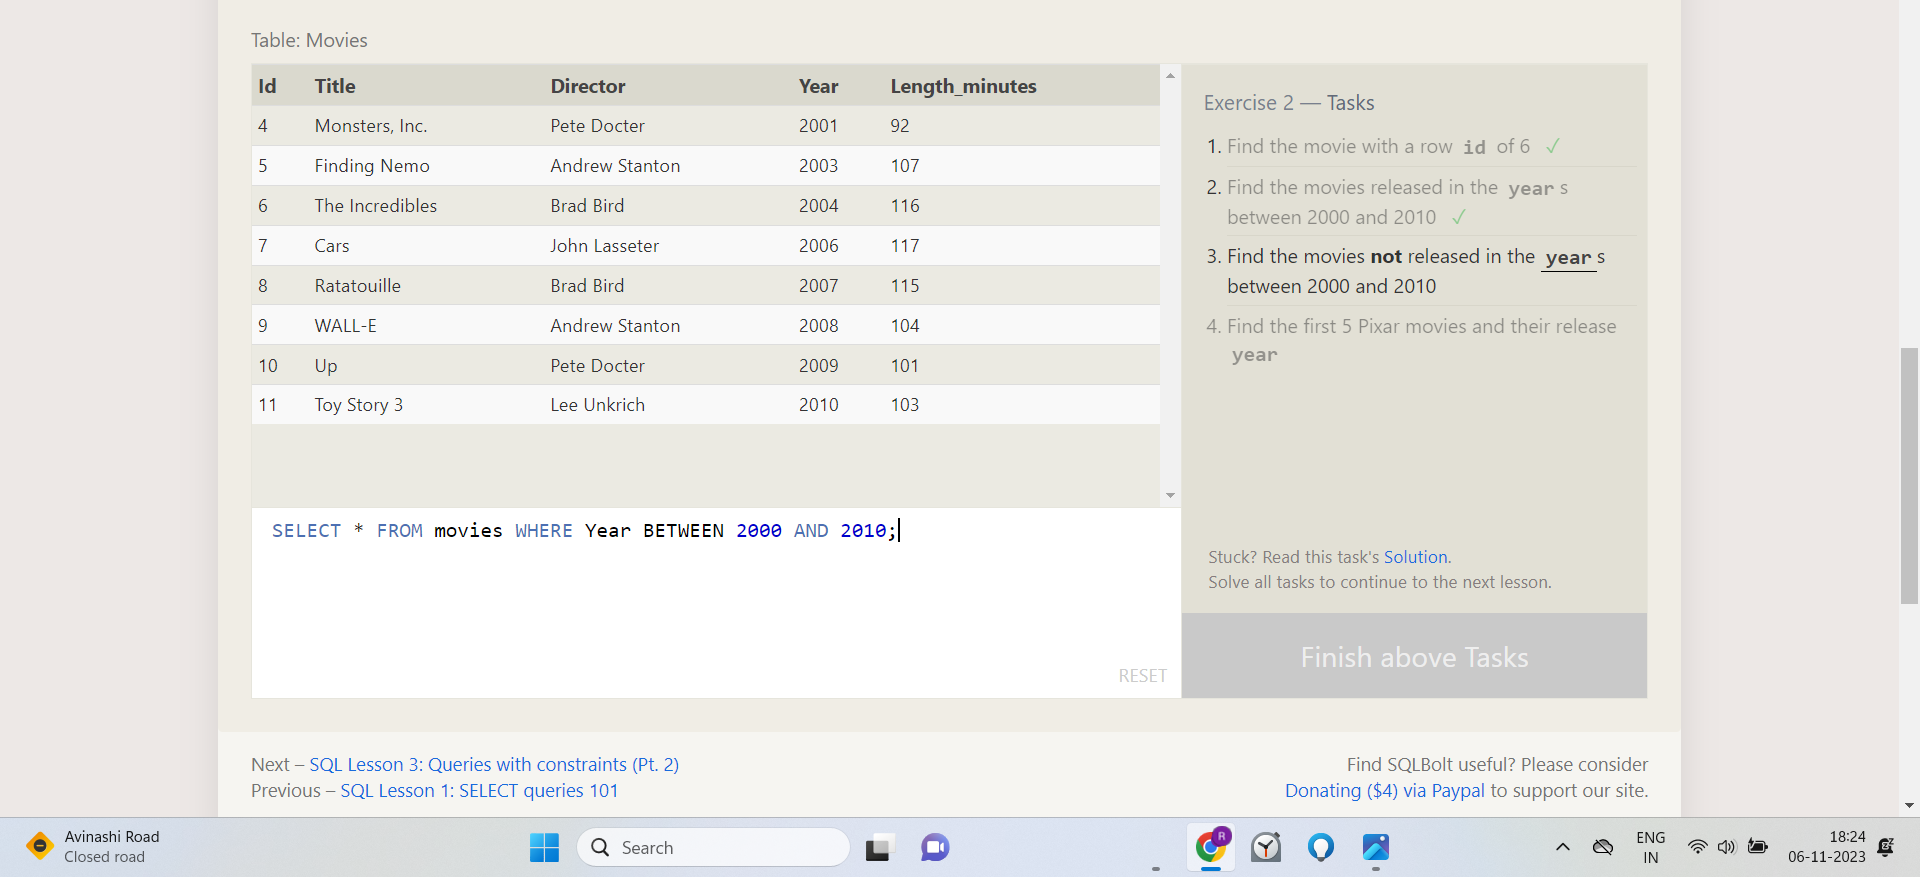 Table: Movies
Id Title Director Year Length_minutes
4 Monsters, Inc. Pete Docter 2001 92
5 Finding Nemo Andrew Stanton 2003 107
6 The Incredibles Brad Bird 2004 116
7 Cars John Lasseter 2006 117
8 Ratatouille Brad Bird 2007 115
9 WALL-E Andrew Stanton 2008 104
10 Up Pete Docter 2009 101
11 Toy Story 3 Lee Unkrich 2010 103
SELECT * FROM movies WHERE Year BETWEEN 2000 AND 2010;
RESET
Exercise 2 — Tasks
1. Find the movie with a row id of 6 ✓
2. Find the movies released in the year s
between 2000 and 2010 ✓
3. Find the movies not released in the year s
between 2000 and 2010
4. Find the first 5 Pixar movies and their release
year
Stuck? Read this task's Solution.
Solve all tasks to continue to the next lesson.
Finish above Tasks
Next – SQL Lesson 3: Queries with constraints (Pt. 2)
Previous – SQL Lesson 1: SELECT queries 101
Find SQLBolt useful? Please consider
Donating ($4) via Paypal to support our site.
Avinashi Road
Closed road
Search
R
ENG
IN
18:24
06-11-2023